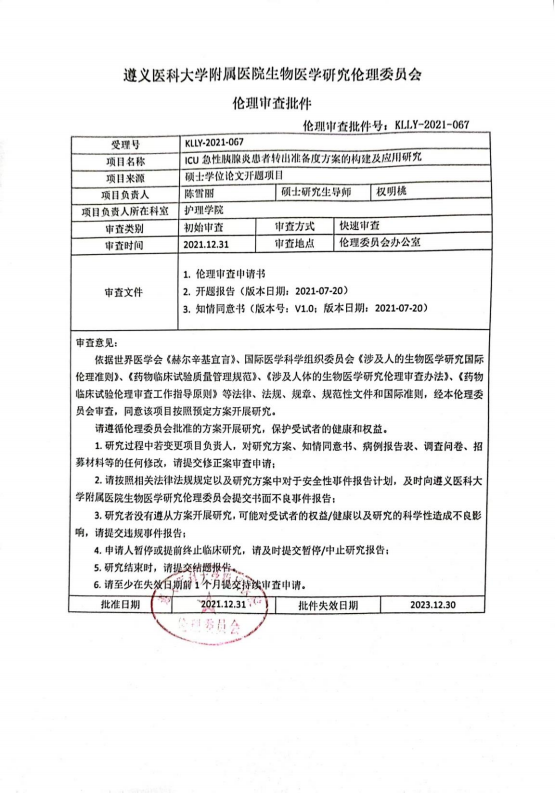 遵义医科大学附属医院生物医学研究伦理委员会
伦理审查批件
伦理审查批件号：KLLY-2021-067
受理号 KLLY-2021-067
项目名称 ICU 急性胰腺炎患者转出准备度方案的构建及应用研究
项目来源 硕士学位论文开题项目
项目负责人 陈雪丽 硕士研究生导师 权明桃
项目负责人所在科室 护理学院
审查类别 初始审查 审查方式 快速审查
审查时间 2021.12.31 审查地点 伦理委员会办公室
审查文件
1. 伦理审查申请书
2. 开题报告（版本日期：2021-07-20）
3. 知情同意书（版本号：V1.0；版本日期：2021-07-20）
审查意见：
依据世界医学会《赫尔辛基宣言》、国际医学科学组织委员会《涉及人的生物医学研究国际
伦理准则》、《药物临床试验质量管理规范》、《涉及人体的生物医学研究伦理审查办法》、《药物
临床试验伦理审查工作指导原则》等法律、法规、规章、规范性文件和国际准则，经本伦理委
员会审查，同意该项目按照预定方案开展研究。
请遵循伦理委员会批准的方案开展研究，保护受试者的健康和权益。
1. 研究过程中若变更项目负责人，对研究方案、知情同意书、病例报告表、调查问卷、招
募材料等的任何修改，请提交修正案审查申请；
2. 请按照相关法律法规规定以及研究方案中对于安全性事件报告计划，及时向遵义医科大
学附属医院生物医学研究伦理委员会提交书面不良事件报告；
3. 研究者没有遵从方案开展研究，可能对受试者的权益/健康以及研究的科学性造成不良影
响，请提交违规事件报告；
4. 申请人暂停或提前终止临床研究，请及时提交暂停/中止研究报告；
5. 研究结束时，请提交结题报告。
6. 请至少在失效日期前 1 个月提交持续审查申请。
批准日期 2021.12.31 批件失效日期 2023.12.30
伦理委员会